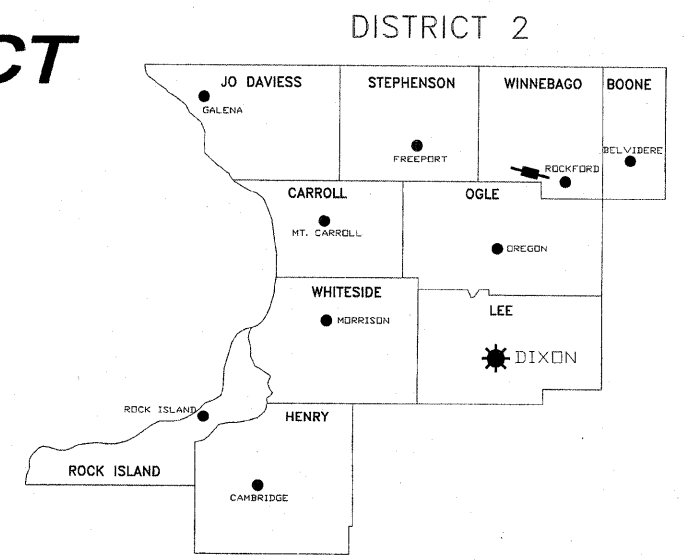 DISTRICT 2
CT
JO DAVIESS
STEPHENSON
WINNEBAGO
BOONE
GALENA
FREEPORT
BELVIDERE
ROCKFORD
CARROLL
OGLE
MT. CARROLL
OREGON
WHITESIDE
LEE
MORRISON
DIXON
ROCK ISLAND
HENRY
ROCK ISLAND
CAMBRIDGE